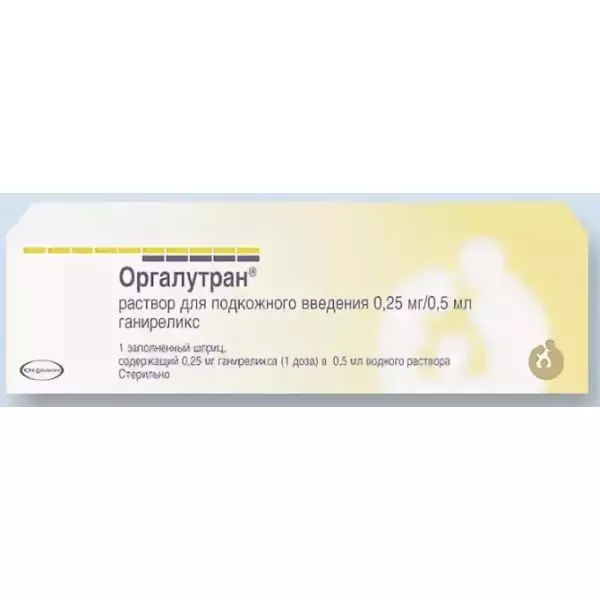 Оргалутран®
раствор для подкожного введения 0,25 мг/0,5 мл
ганиреликс
1 заполненный шприц,
содержащий 0,25 мг ганиреликса (1 доза) в 0,5 мл водного раствора
Стерильно